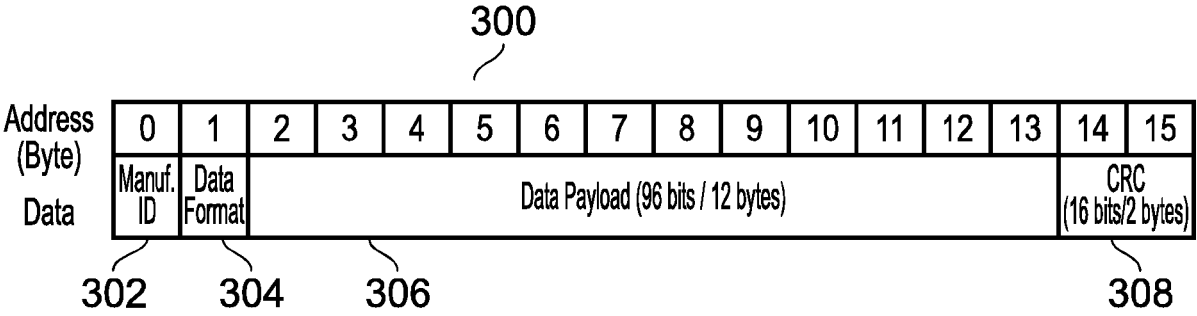 300
Address (Byte) 0 1 2 3 4 5 6 7 8 9 10 11 12 13 14 15
Data Manuf. ID Data Format Data Payload (96 bits / 12 bytes) CRC (16 bits/2 bytes)
302 304 306 308